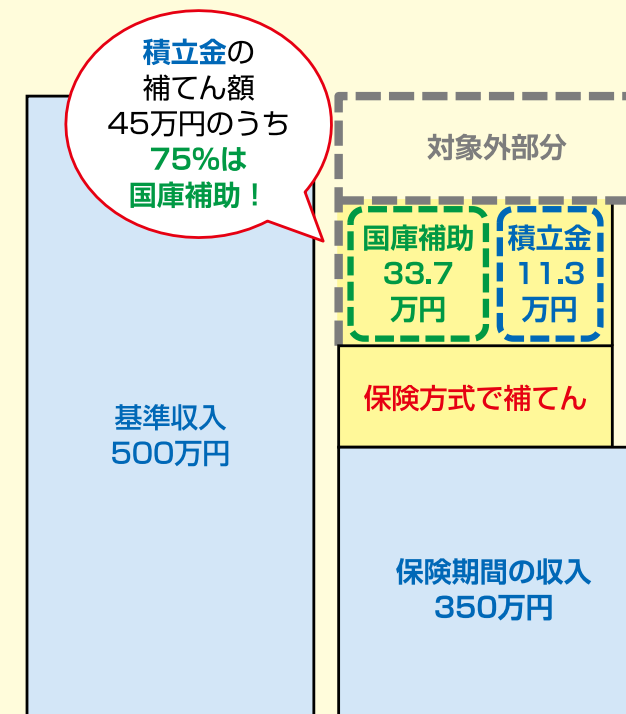 積立金の
補てん額
45万円のうち
75%は
国庫補助！
対象外部分
国庫補助
33.7
万円
積立金
11.3
万円
保険方式で補てん
基準収入
500万円
保険期間の収入
350万円